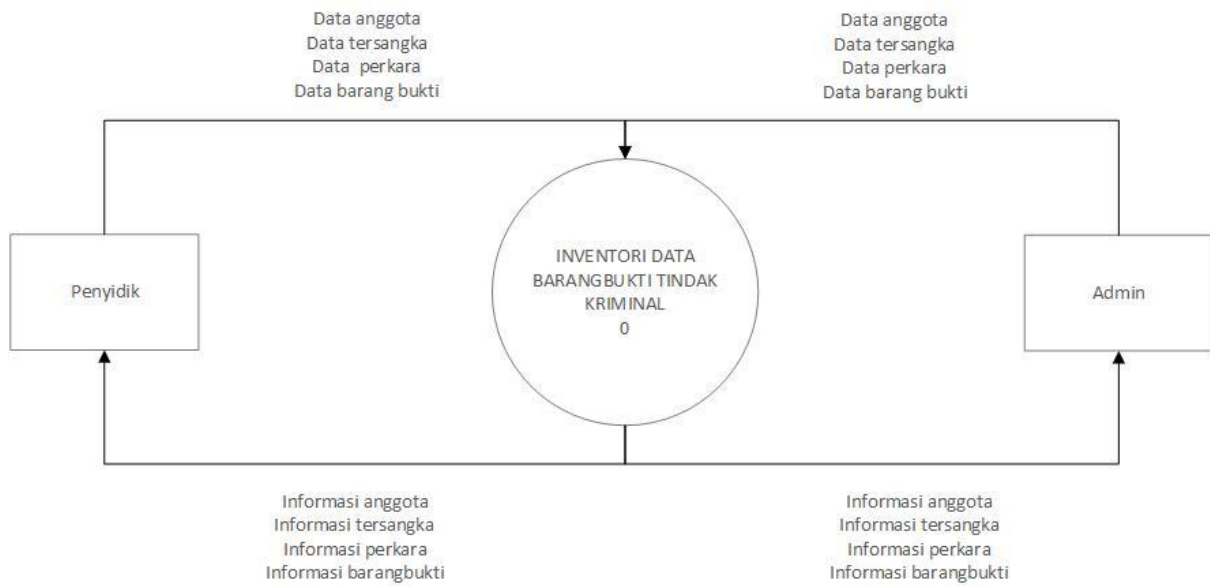 Data anggota
Data tersangka
Data perkara
Data barang bukti
Data anggota
Data tersangka
Data perkara
Data barang bukti
Penyidik
INVENTORI DATA
BARANGBUKTI TINDAK
KRIMINAL
0
Admin
Informasi anggota
Informasi tersangka
Informasi perkara
Informasi barangbukti
Informasi anggota
Informasi tersangka
Informasi perkara
Informasi barangbukti